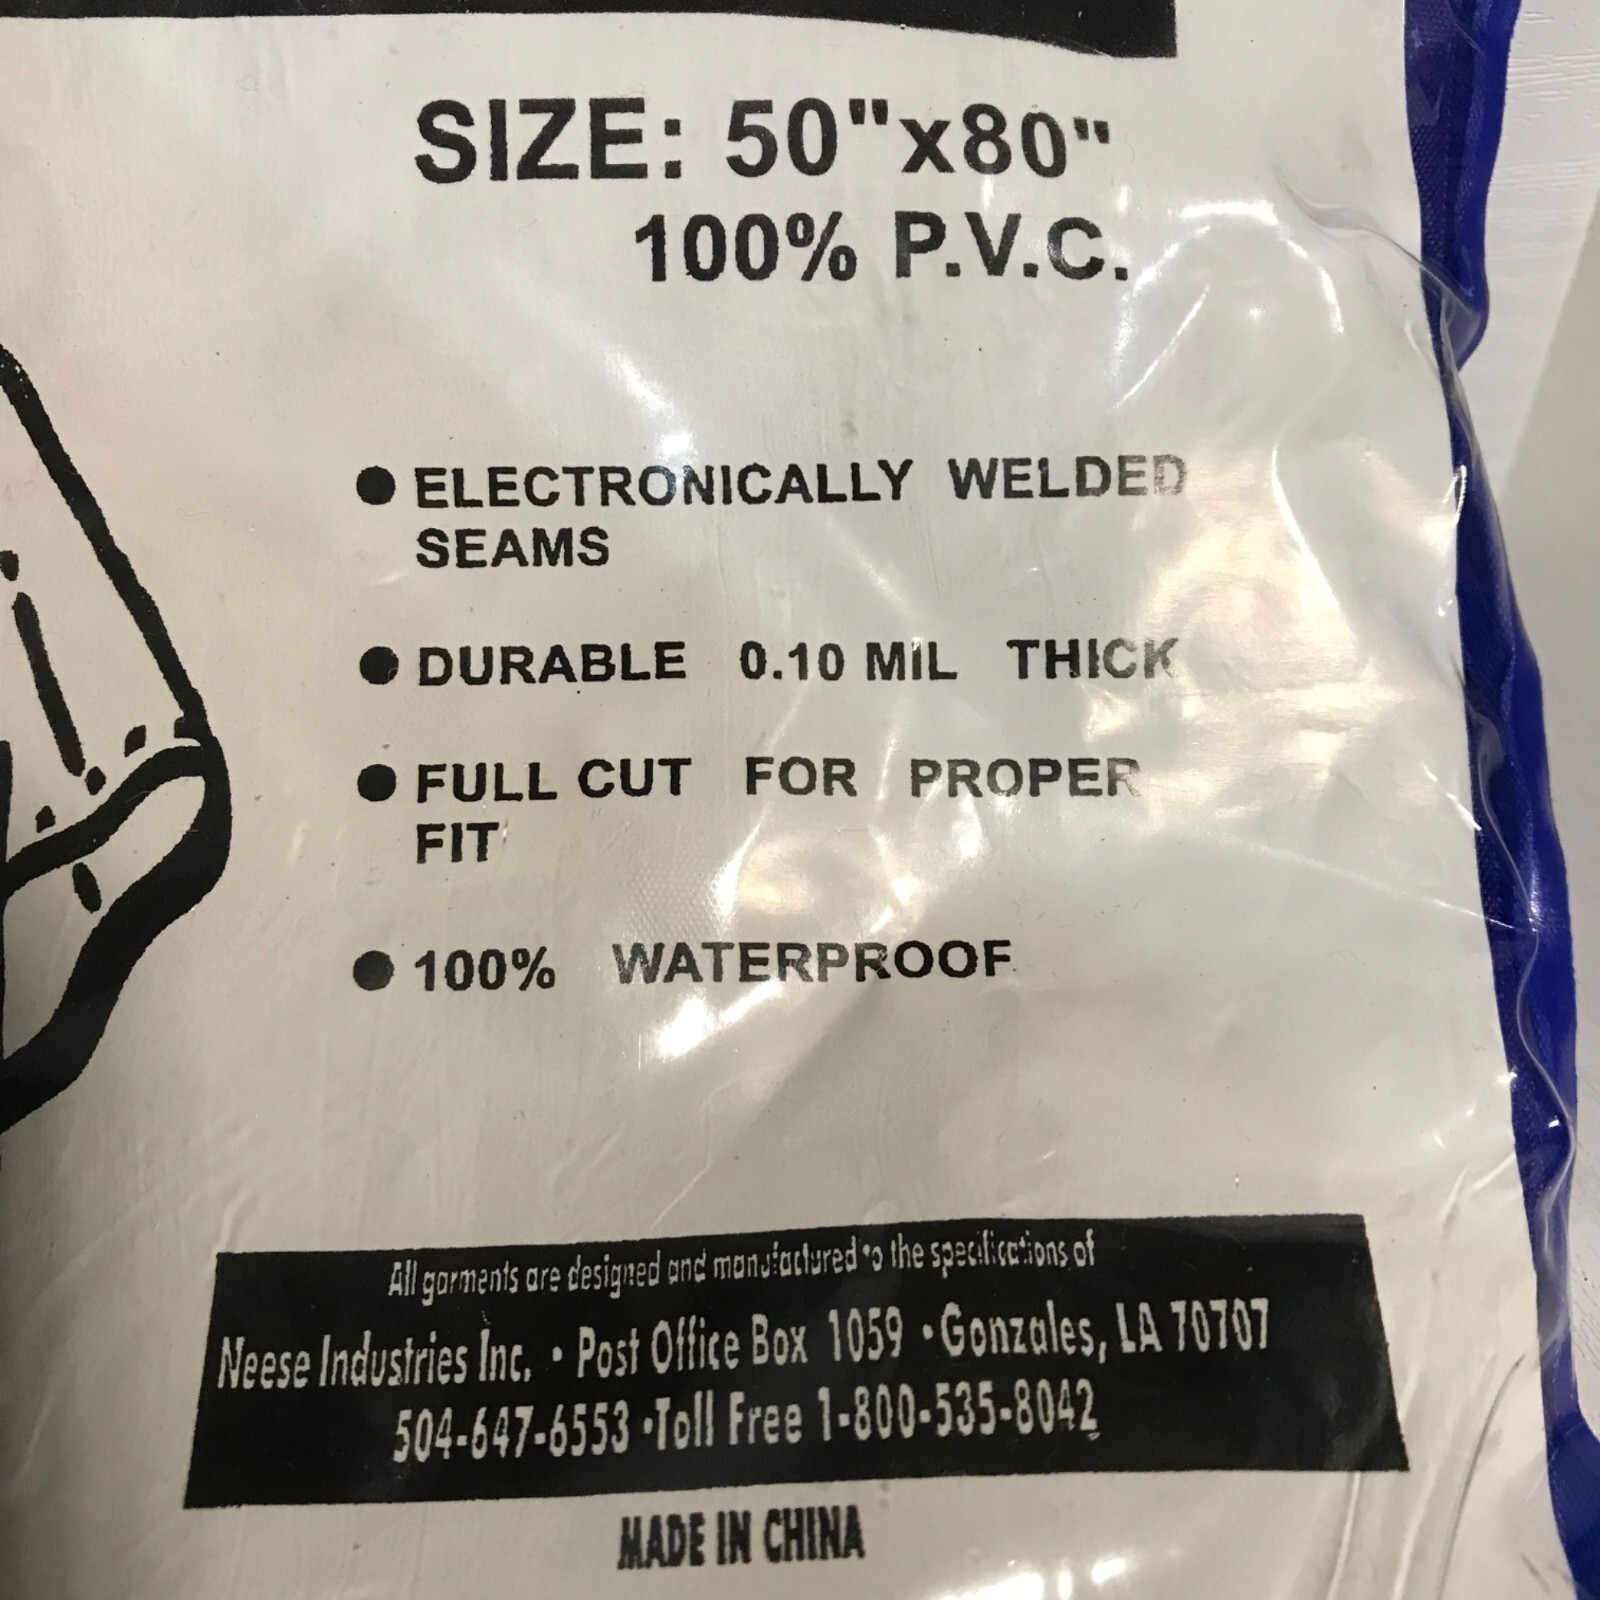 SIZE: 50"x80"
100% P.V.C.
● ELECTRONICALLY WELDED
SEAMS
● DURABLE 0.10 MIL THICK
● FULL CUT FOR PROPER
FIT
● 100% WATERPROOF
All garments are designed and manufactured to the specifications of
Neese Industries Inc. • Post Office Box 1059 • Gonzales, LA 70707
504-647-6553 • Toll Free 1-800-535-8042
MADE IN CHINA